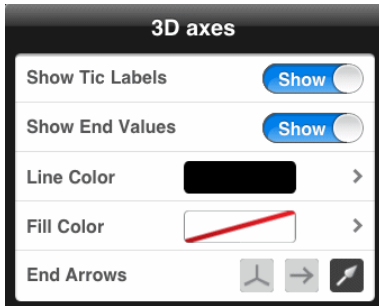 3D axes
Show Tic Labels Show
Show End Values Show
Line Color
Fill Color
End Arrows